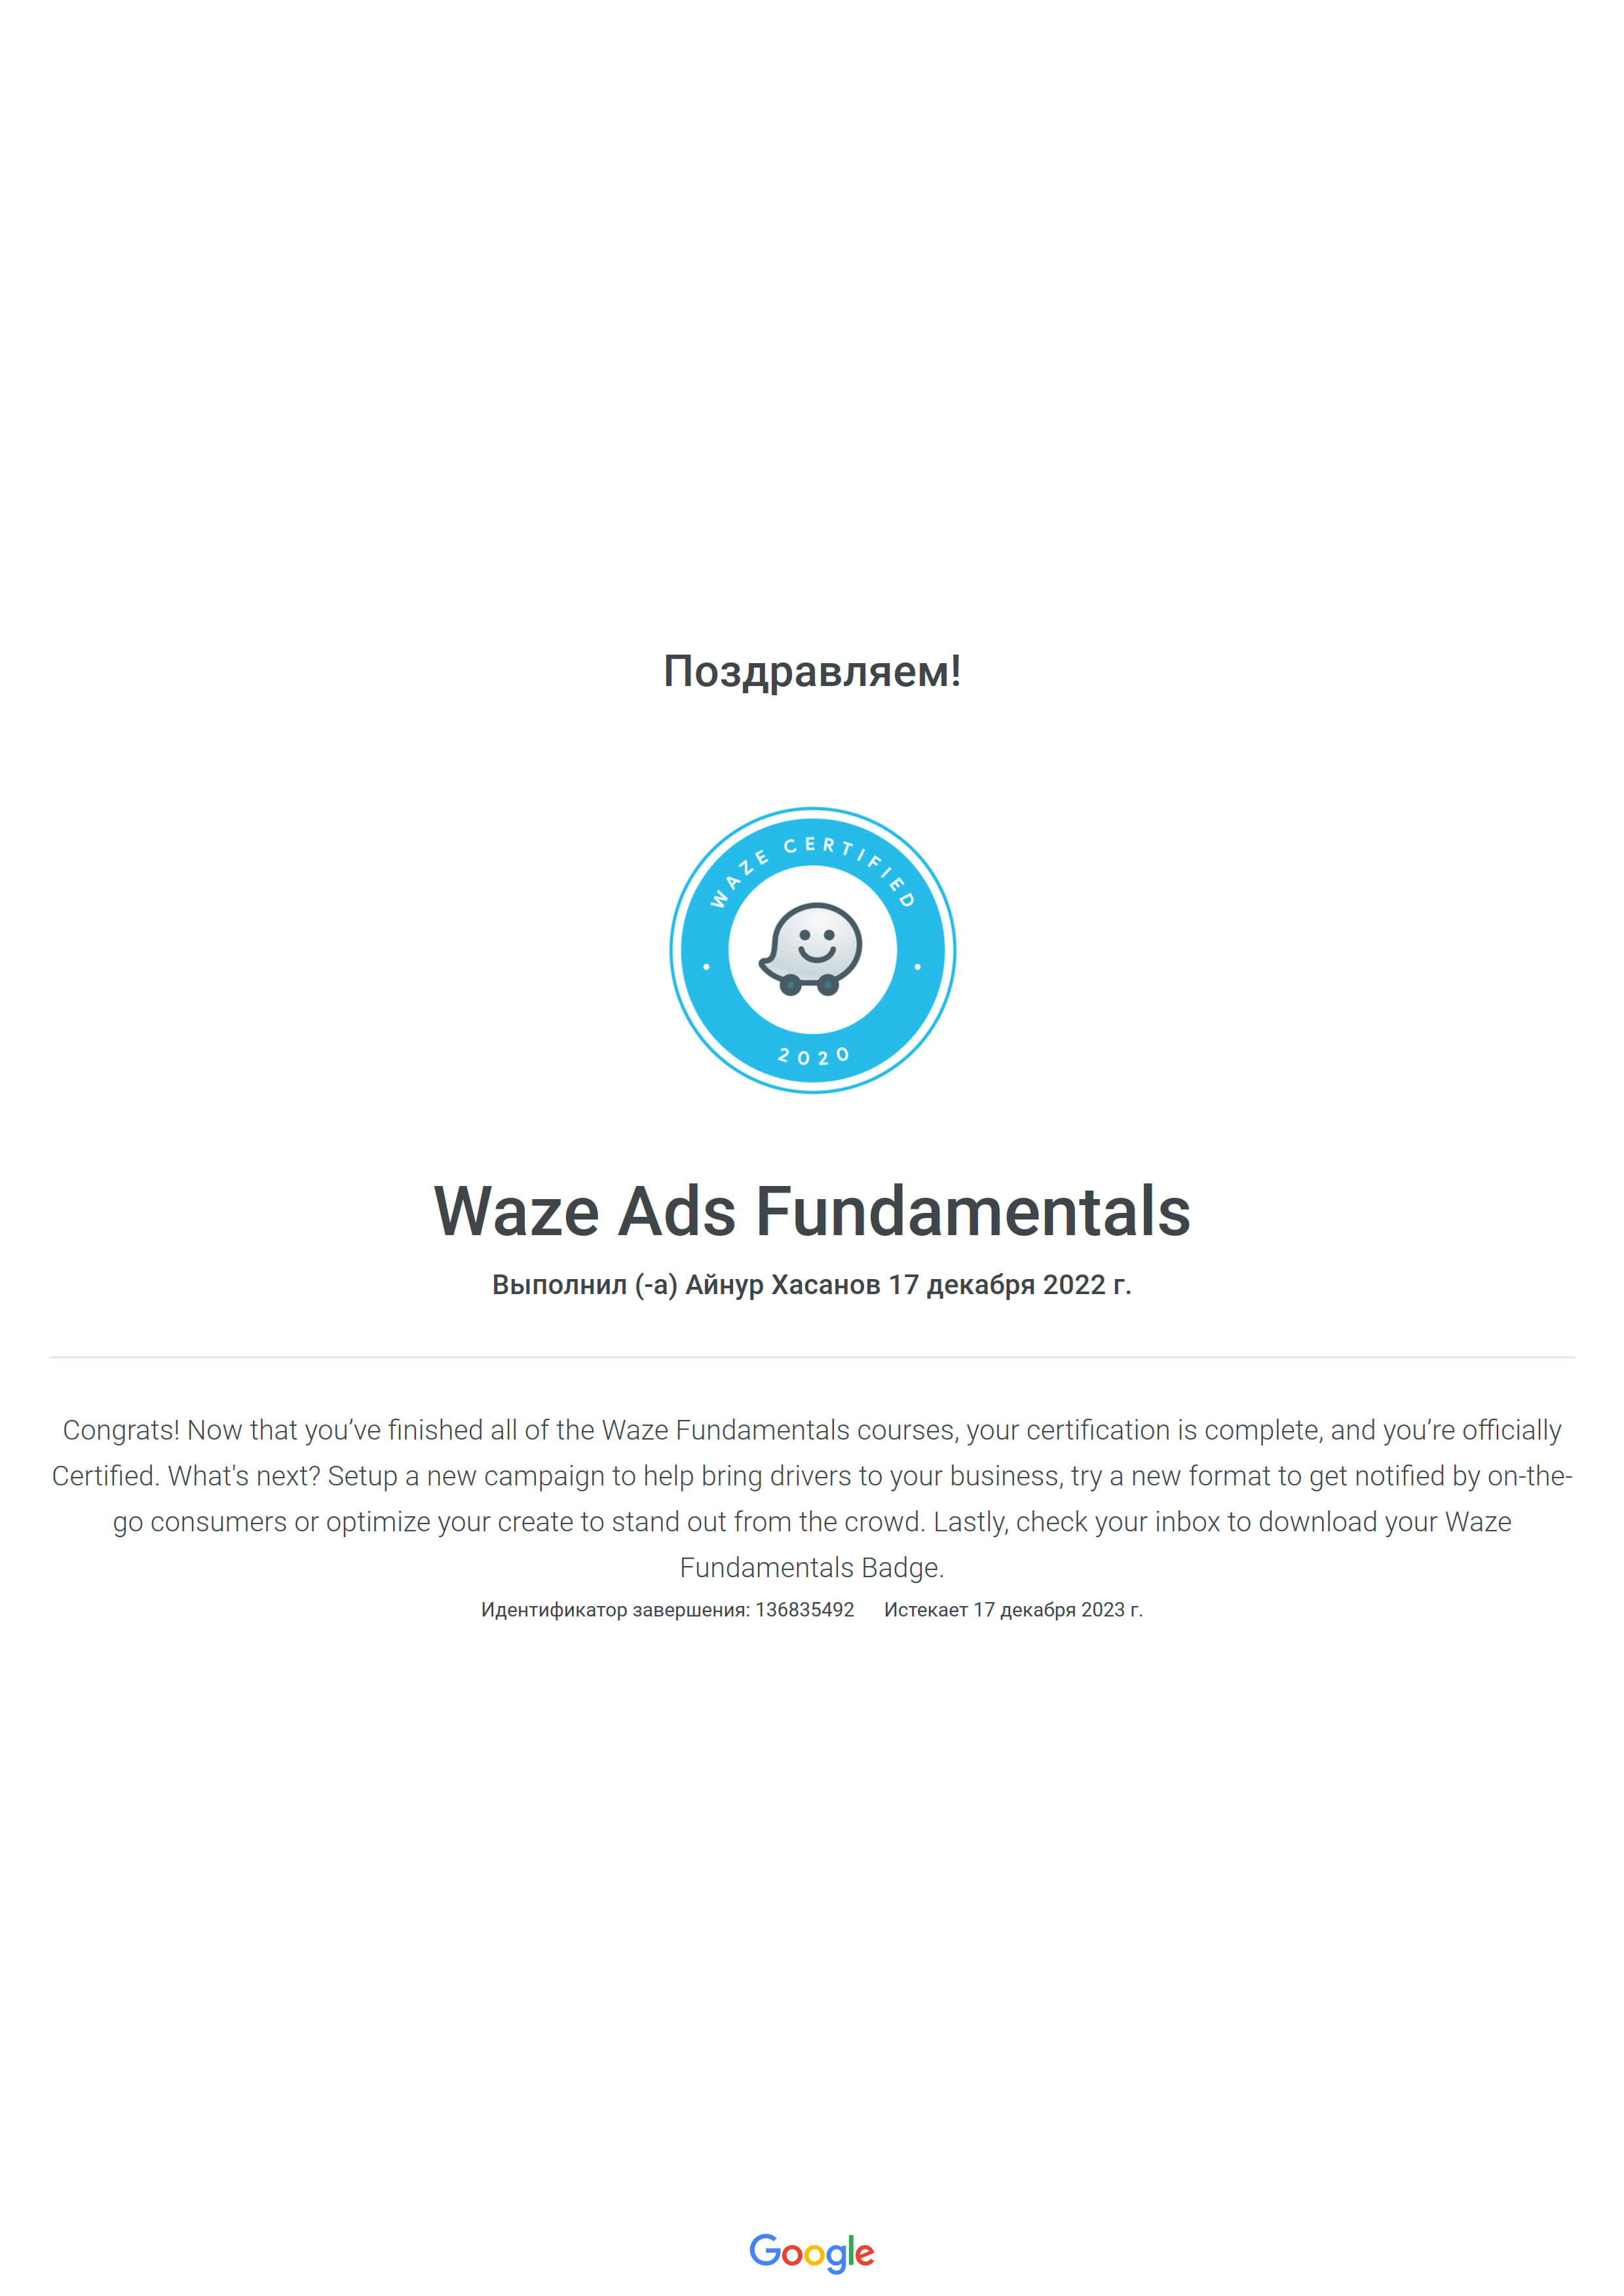 Поздравляем!
WAZE CERTIFIED
2020
Waze Ads Fundamentals
Выполнил (-а) Айнур Хасанов 17 декабря 2022 г.
Congrats! Now that you’ve finished all of the Waze Fundamentals courses, your certification is complete, and you’re officially
Certified. What's next? Setup a new campaign to help bring drivers to your business, try a new format to get notified by on-the-
go consumers or optimize your create to stand out from the crowd. Lastly, check your inbox to download your Waze
Fundamentals Badge.
Идентификатор завершения: 136835492 Истекает 17 декабря 2023 г.
Google